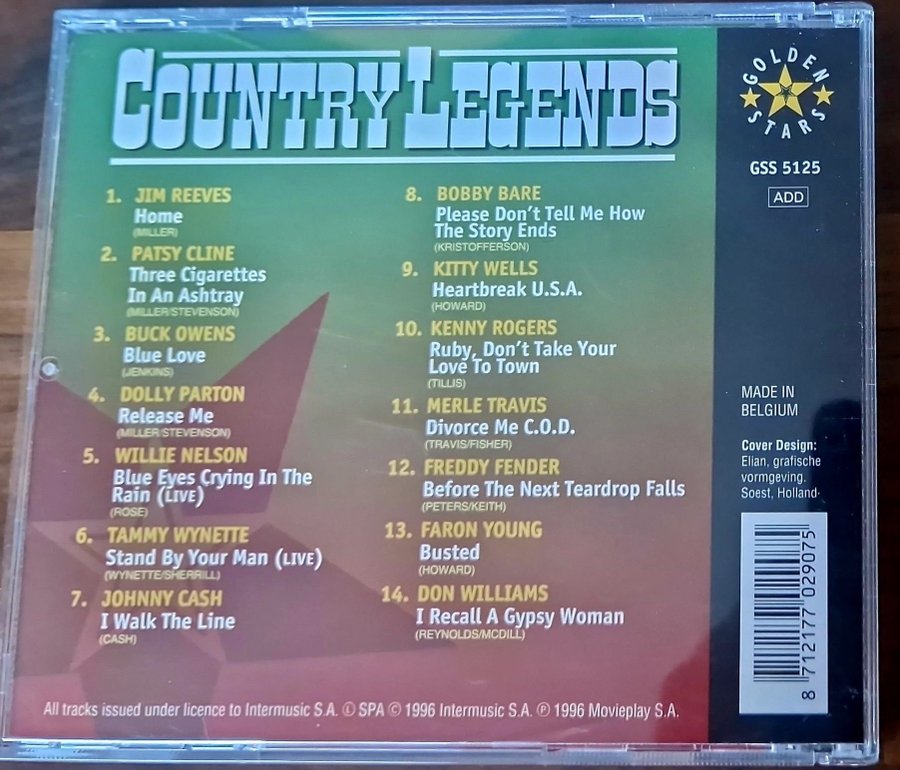 COUNTRY LEGENDS
1. JIM REEVES
Home
(MILLER)
2. PATSY CLINE
Three Cigarettes
In An Ashtray
(MILLER/STEVENSON)
3. BUCK OWENS
Blue Love
(JENKINS)
4. DOLLY PARTON
Release Me
(MILLER/STEVENSON)
5. WILLIE NELSON
Blue Eyes Crying In The
Rain (LIVE)
(ROSE)
6. TAMMY WYNETTE
Stand By Your Man (LIVE)
(WYNETTE/SHERRILL)
7. JOHNNY CASH
I Walk The Line
(CASH)
8. BOBBY BARE
Please Don't Tell Me How
The Story Ends
(KRISTOFFERSON)
9. KITTY WELLS
Heartbreak U.S.A.
(HOWARD)
10. KENNY ROGERS
Ruby, Don't Take Your
Love To Town
(TILLIS)
11. MERLE TRAVIS
Divorce Me C.O.D.
(TRAVIS/FISHER)
12. FREDDY FENDER
Before The Next Teardrop Falls
(PETERS/KEITH)
13. FARON YOUNG
Busted
(HOWARD)
14. DON WILLIAMS
I Recall A Gypsy Woman
(REYNOLDS/MCDILL)
All tracks issued under licence to Intermusic S.A. Ⓛ SPA © 1996 Intermusic S.A. ℗ 1996 Movieplay S.A.
GOLDEN
STARS
GSS 5125
ADD
MADE IN
BELGIUM
Cover Design:
Elian, grafische
vormgeving.
Soest, Holland.
8 712177 029075